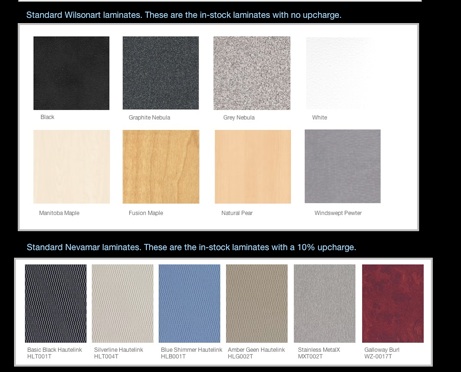 Standard Wilsonart laminates. These are the in-stock laminates with no upcharge.
Black
Graphite Nebula
Grey Nebula
White
Manitoba Maple
Fusion Maple
Natural Pear
Windswept Pewter
Standard Nevamar laminates. These are the in-stock laminates with a 10% upcharge.
Basic Black Hautelink
HLT001T
Silverline Hautelink
HLT004T
Blue Shimmer Hautelink
HLB001T
Amber Geen Hautelink
HLG002T
Stainless MetalX
MXT002T
Galloway Burl
WZ-0017T